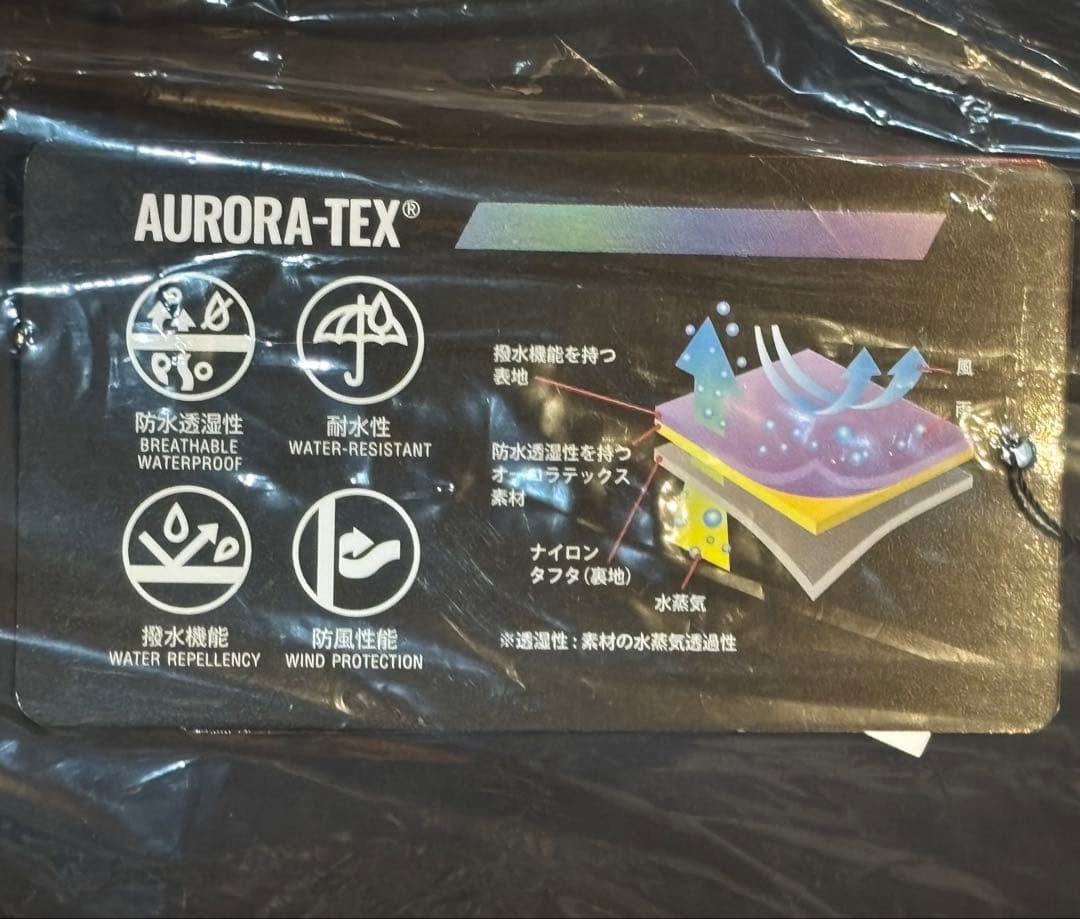 AURORA-TEX®
防水透湿性
BREATHABLE
WATERPROOF
耐水性
WATER-RESISTANT
撥水機能
WATER REPELLENCY
防風性能
WIND PROTECTION
撥水機能を持つ
表地
防水透湿性を持つ
オーロラテックス
素材
ナイロン
タフタ(裏地)
水蒸気
風
雨
※透湿性:素材の水蒸気透過性